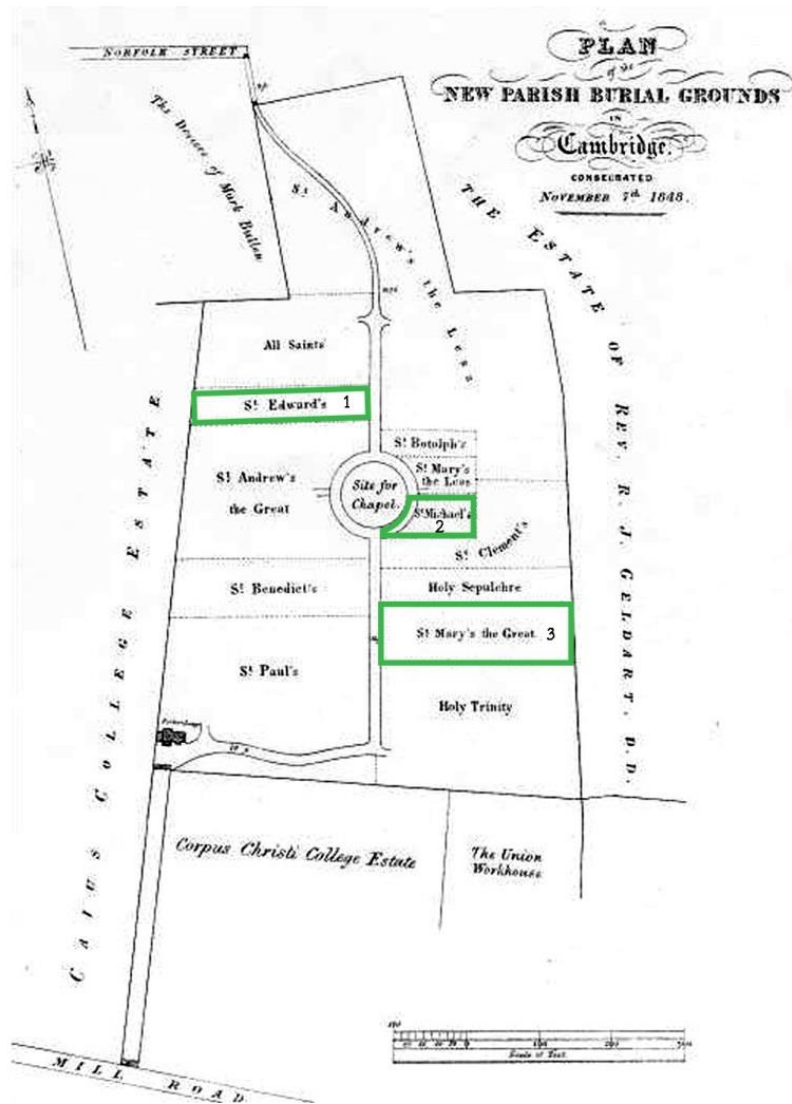 PLAN
of the
NEW PARISH BURIAL GROUNDS
IN
Cambridge.
CONSECRATED
NOVEMBER 7th 1848.
NORFOLK STREET
The Devisee of Mark Bullen
St Andrew's the Less
THE ESTATE OF REV. R. J. GELDART, D.D.
All Saints'
St Edward's 1
St Botolph's
St Mary's
the Less
St Andrew's
the Great
Site for
Chapel.
St Michael's
2
St Clement's
St Benedict's
Holy Sepulchre
St Mary's the Great 3
St Paul's
Holy Trinity
CAIUS COLLEGE ESTATE
Corpus Christi College Estate
The Union
Workhouse
MILL ROAD
100
200
Scale of Feet